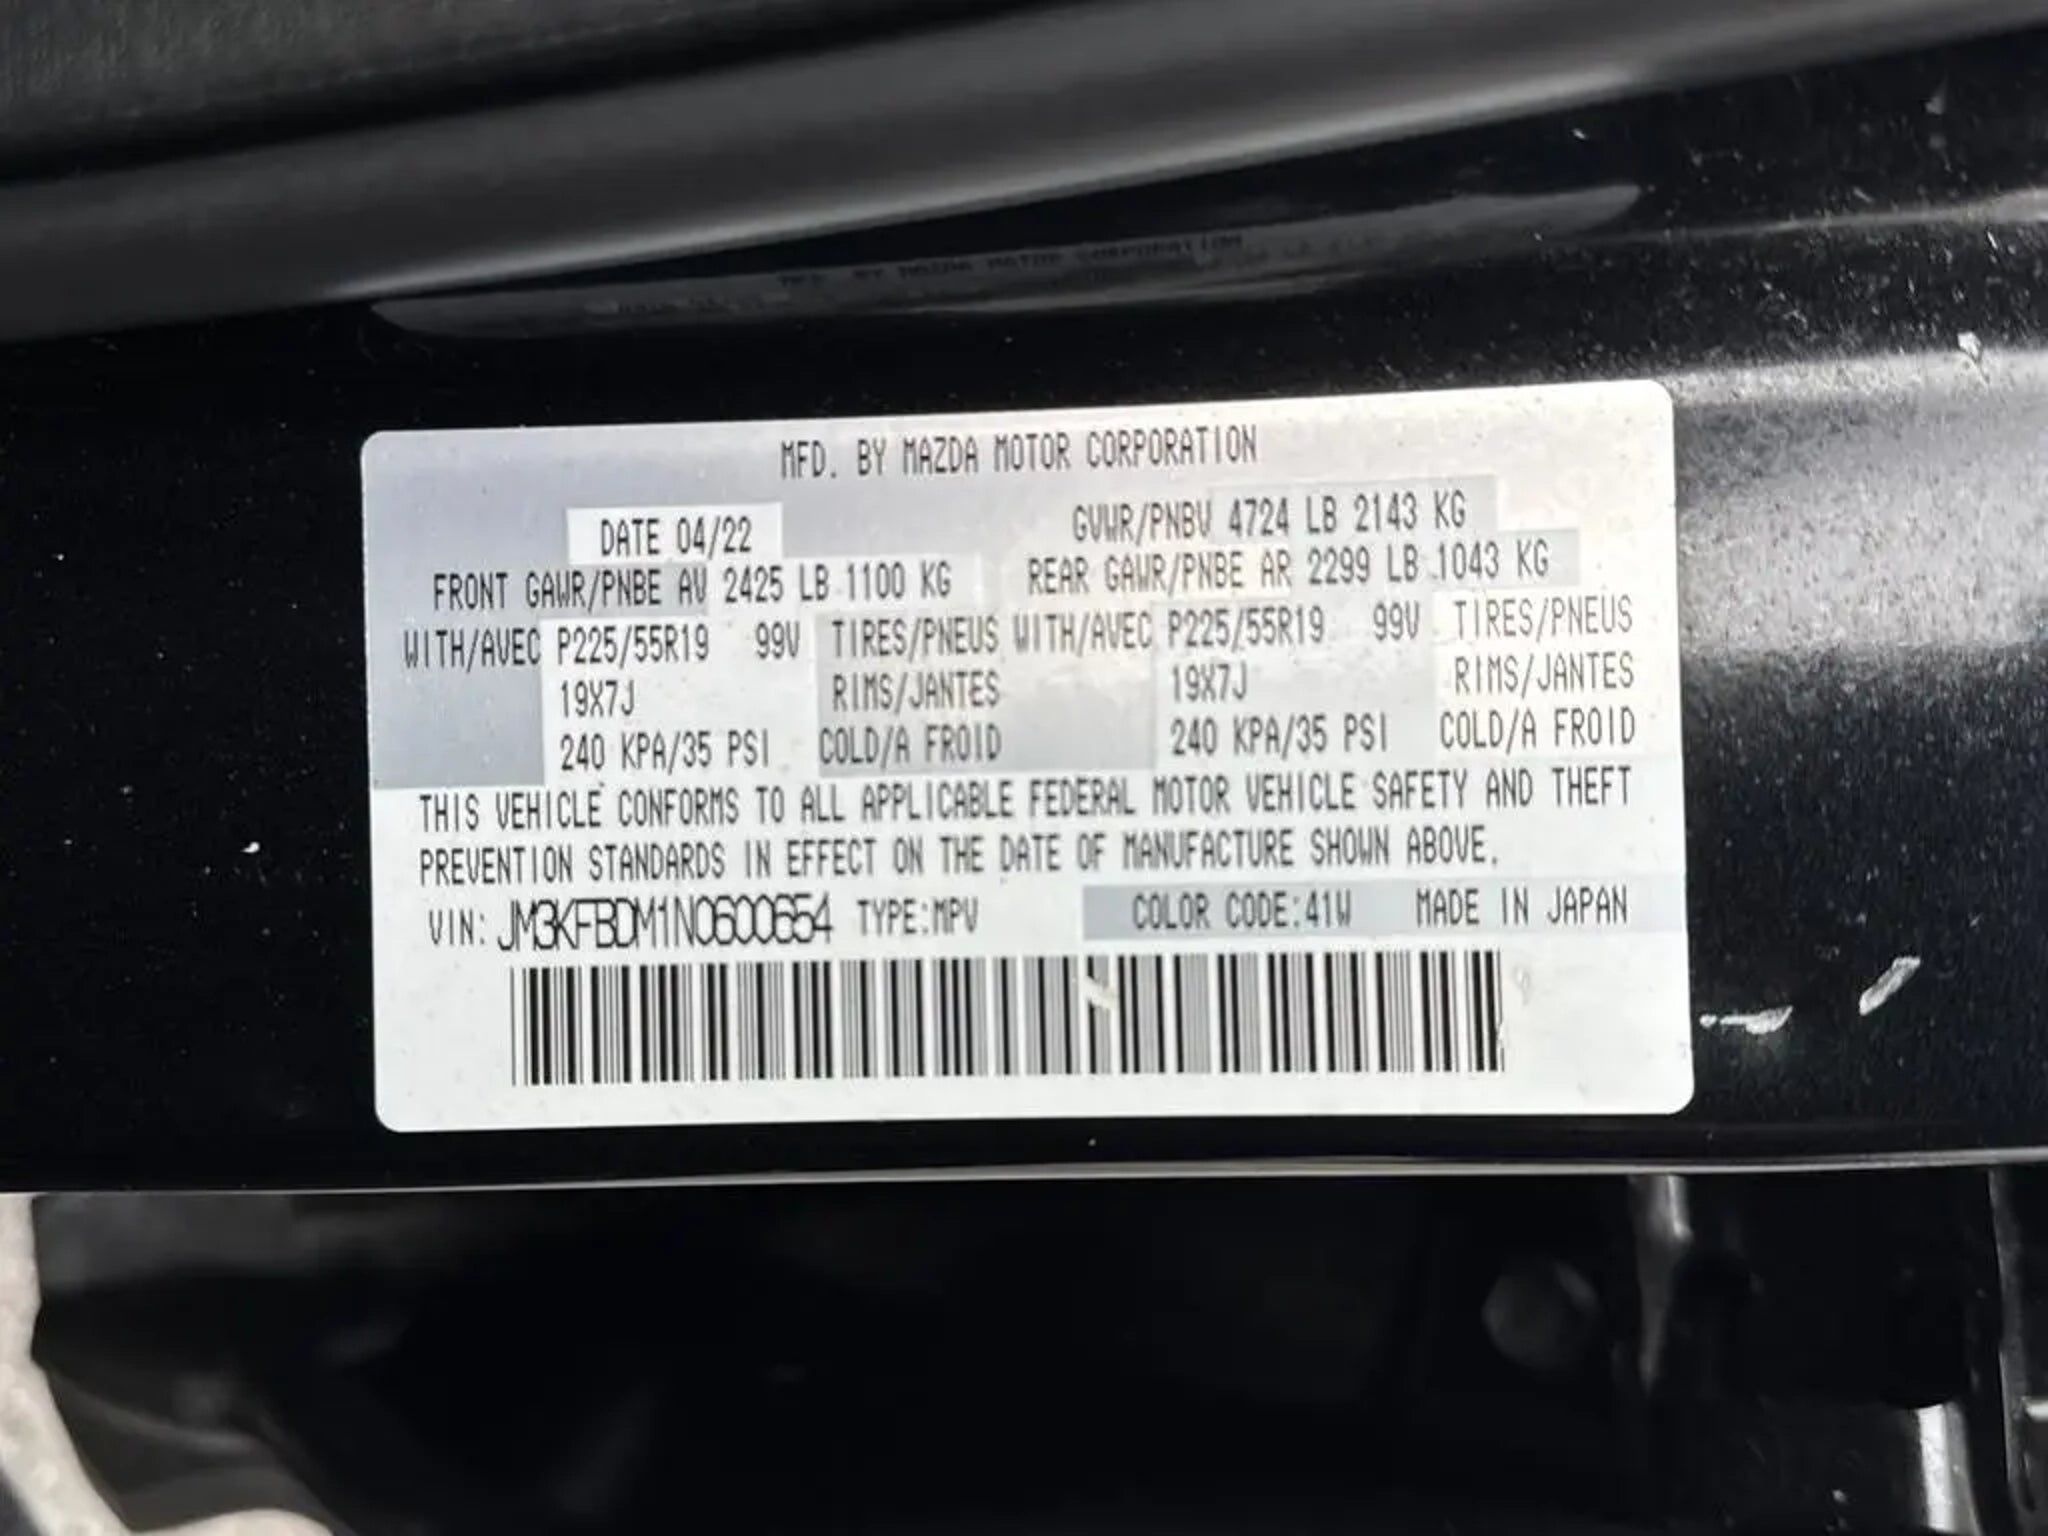 MFD. BY MAZDA MOTOR CORPORATION
DATE 04/22 GVWR/PNBV 4724 LB 2143 KG
FRONT GAWR/PNBE AV 2425 LB 1100 KG REAR GAWR/PNBE AR 2299 LB 1043 KG
WITH/AVEC P225/55R19 99V TIRES/PNEUS WITH/AVEC P225/55R19 99V TIRES/PNEUS
19X7J RIMS/JANTES 19X7J RIMS/JANTES
240 KPA/35 PSI COLD/A FROID 240 KPA/35 PSI COLD/A FROID
THIS VEHICLE CONFORMS TO ALL APPLICABLE FEDERAL MOTOR VEHICLE SAFETY AND THEFT
PREVENTION STANDARDS IN EFFECT ON THE DATE OF MANUFACTURE SHOWN ABOVE.
VIN: JM3KFBDM1N0600654 TYPE:MPV COLOR CODE:41W MADE IN JAPAN